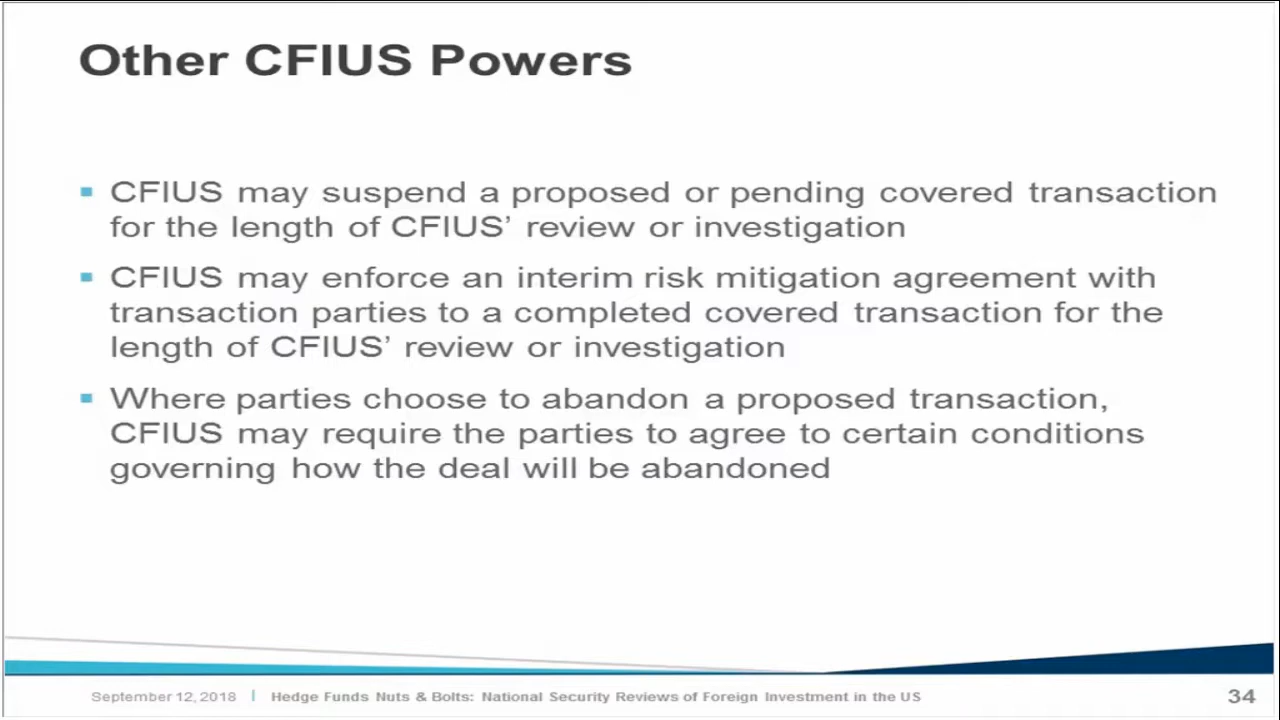 Other CFIUS Powers
CFIUS may suspend a proposed or pending covered transaction
for the length of CFIUS’ review or investigation
CFIUS may enforce an interim risk mitigation agreement with
transaction parties to a completed covered transaction for the
length of CFIUS’ review or investigation
Where parties choose to abandon a proposed transaction,
CFIUS may require the parties to agree to certain conditions
governing how the deal will be abandoned
September 12, 2018 | Hedge Funds Nuts & Bolts: National Security Reviews of Foreign Investment in the US 34